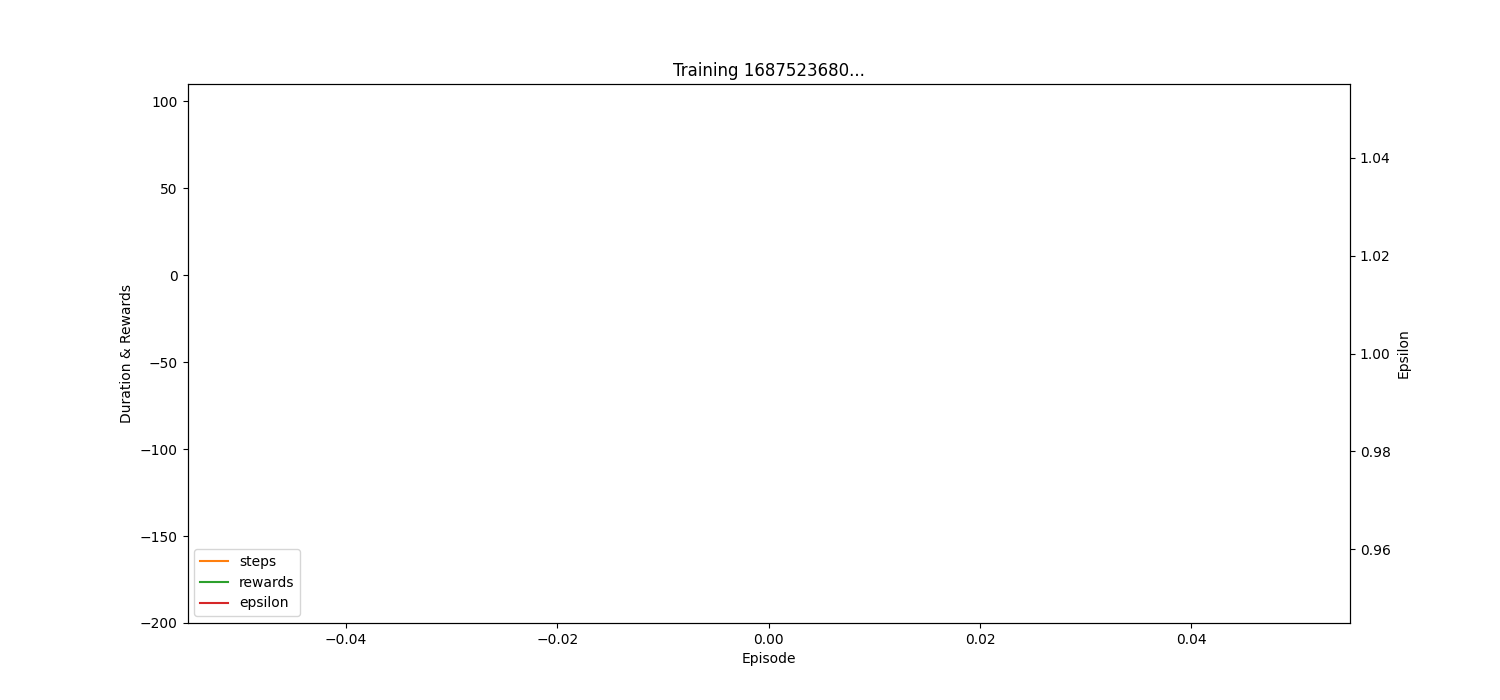 Training 1687523680...
100
50
0
−50
−100
−150
−200
Duration & Rewards
1.04
1.02
1.00
0.98
0.96
Epsilon
steps
rewards
epsilon
−0.04
−0.02
0.00
0.02
0.04
Episode